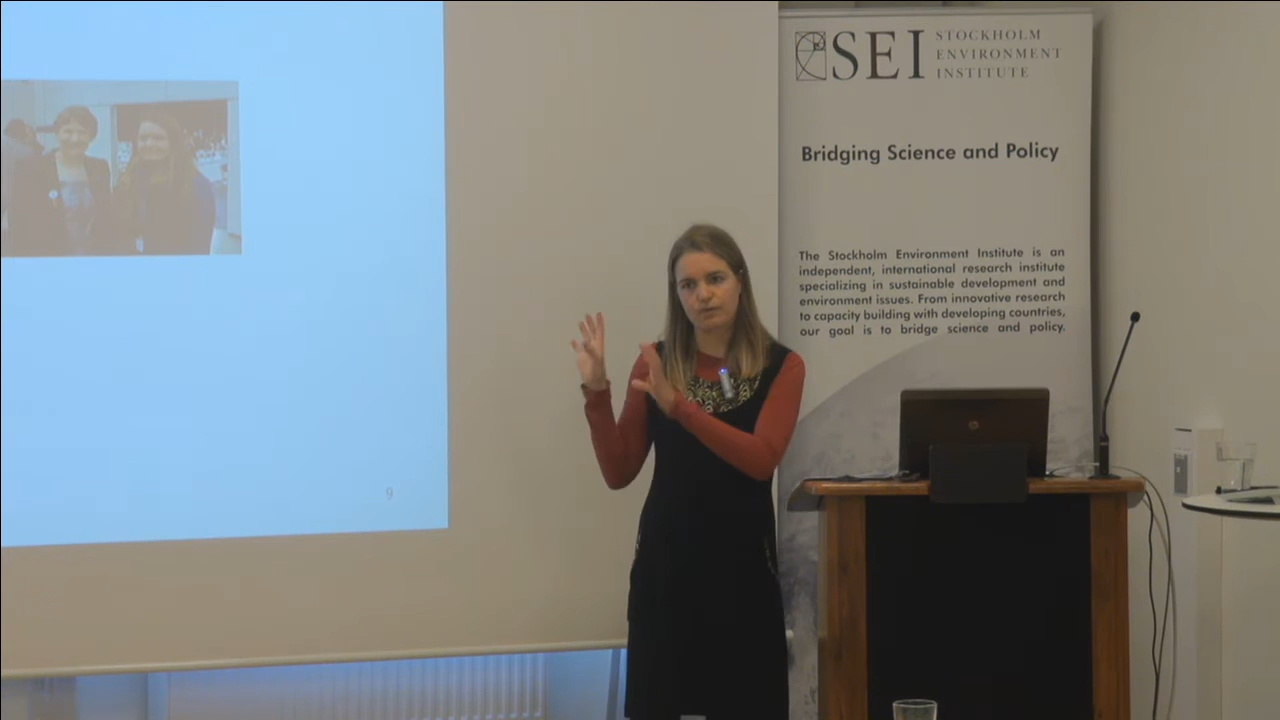 SEI
STOCKHOLM
ENVIRONMENT
INSTITUTE
Bridging Science and Policy
The Stockholm Environment Institute is an
independent, international research institute
specializing in sustainable development and
environment issues. From innovative research
to capacity building with developing countries,
our goal is to bridge science and policy.
9
hp